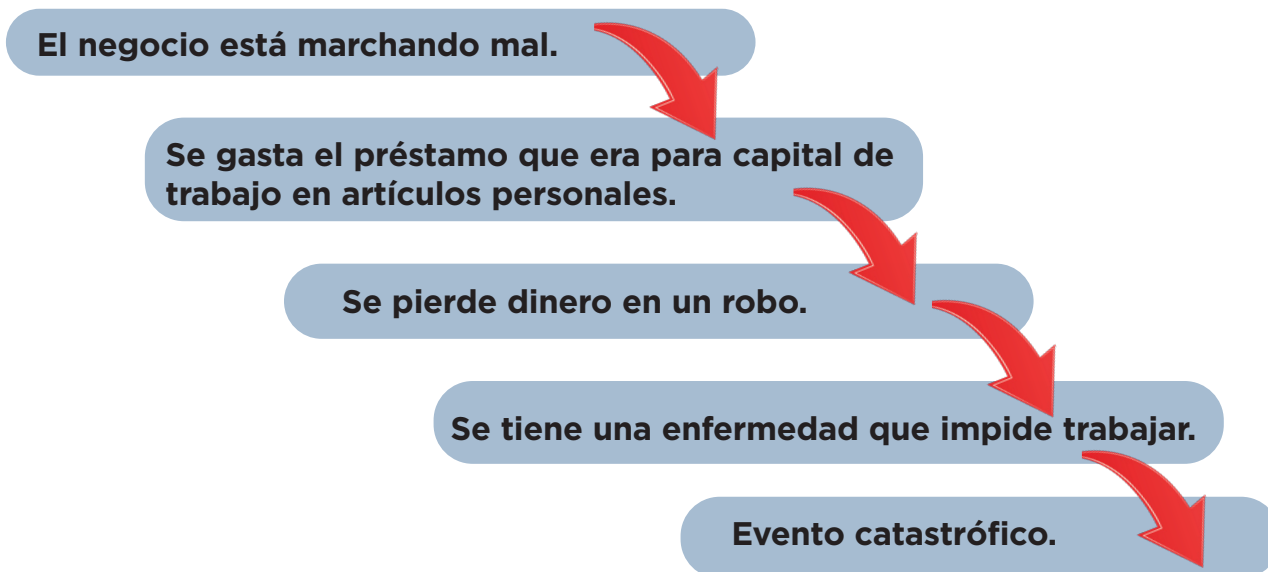 El negocio está marchando mal.
Se gasta el préstamo que era para capital de
trabajo en artículos personales.
Se pierde dinero en un robo.
Se tiene una enfermedad que impide trabajar.
Evento catastrófico.